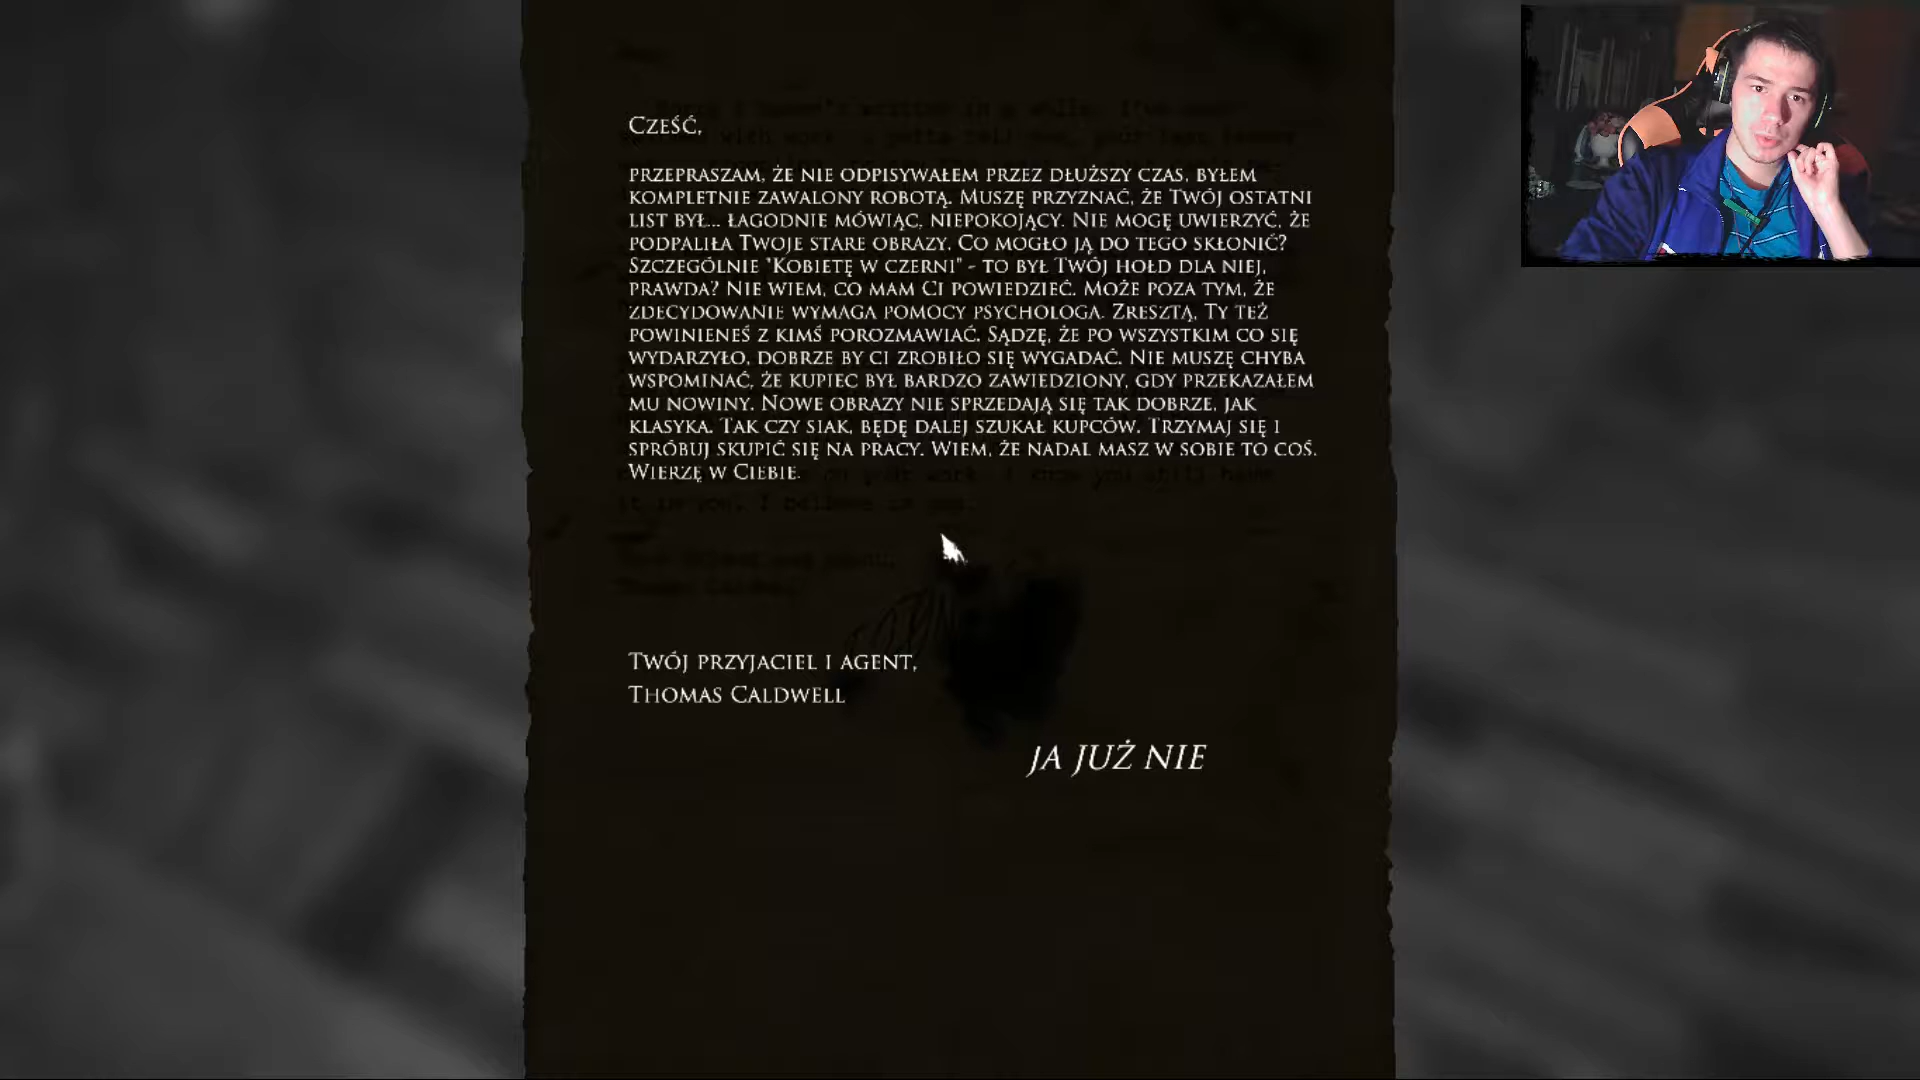 Cześć,
przepraszam, że nie odpisywałem przez dłuższy czas, byłem
kompletnie zawalony robotą. Muszę przyznać, że Twój ostatni
list był... łagodnie mówiąc, niepokojący. Nie mogę uwierzyć, że
podpaliła Twoje stare obrazy. Co mogło ją do tego skłonić?
Szczególnie "Kobietę w czerni" - to był Twój hołd dla niej,
prawda? Nie wiem, co mam Ci powiedzieć. Może poza tym, że
zdecydowanie wymaga pomocy psychologa. Zresztą, Ty też
powinieneś z kimś porozmawiać. Sądzę, że po wszystkim co się
wydarzyło, dobrze by Ci zrobiło się wygadać. Nie muszę chyba
wspominać, że kupiec był bardzo zawiedziony, gdy przekazałem
mu nowiny. Nowe obrazy nie sprzedają się tak dobrze, jak
klasyka. Tak czy siak, będę dalej szukał kupców. Trzymaj się i
spróbuj skupić się na pracy. Wiem, że nadal masz w sobie to coś.
Wierzę w Ciebie.
Twój przyjaciel i agent,
Thomas Caldwell
JA JUŻ NIE